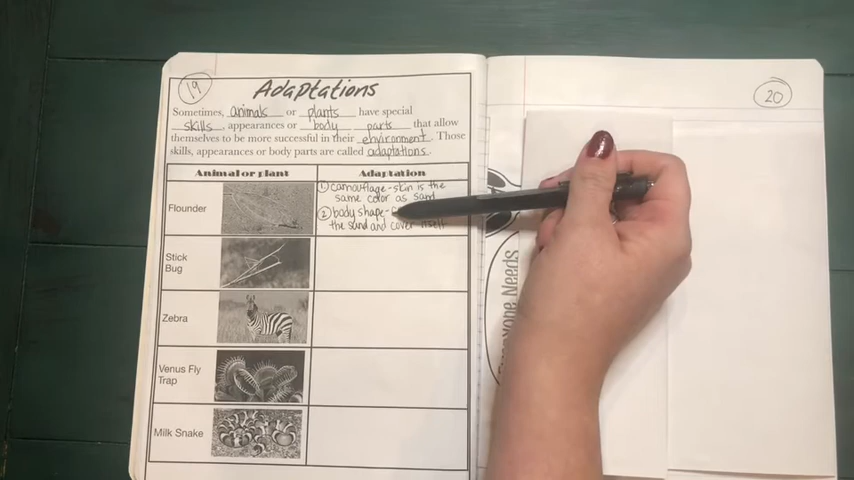 19
Adaptations
Sometimes, animals or plants have special
skills, appearances or body parts that allow
themselves to be more successful in their environment. Those
skills, appearances or body parts are called adaptations.
Animal or plant Adaptation
Flounder
① camouflage-skin is the
same color as sand
② body shape-
the sand and cover itself
Stick
Bug
Zebra
Venus Fly
Trap
Milk Snake
20
None Needs